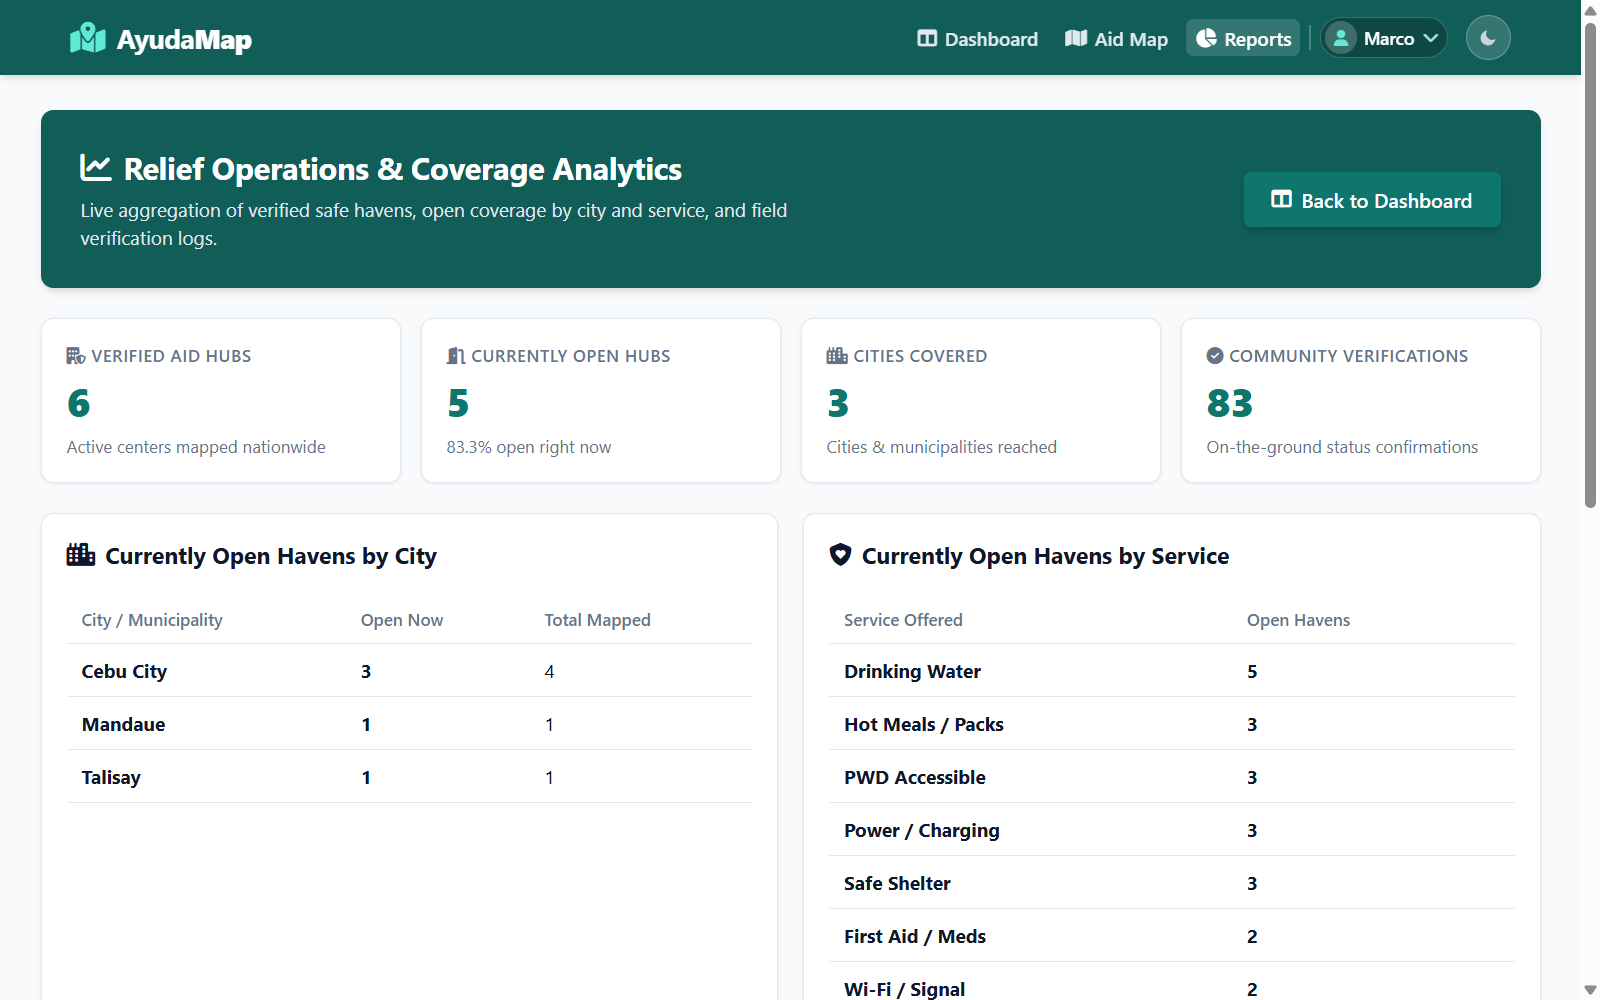 AyudaMap
Dashboard
Aid Map
Reports
Marco
Relief Operations & Coverage Analytics
Live aggregation of verified safe havens, open coverage by city and service, and field
verification logs.
Back to Dashboard
VERIFIED AID HUBS
6
Active centers mapped nationwide
CURRENTLY OPEN HUBS
5
83.3% open right now
CITIES COVERED
3
Cities & municipalities reached
COMMUNITY VERIFICATIONS
83
On-the-ground status confirmations
Currently Open Havens by City
City / Municipality Open Now Total Mapped
Cebu City 3 4
Mandaue 1 1
Talisay 1 1
Currently Open Havens by Service
Service Offered Open Havens
Drinking Water 5
Hot Meals / Packs 3
PWD Accessible 3
Power / Charging 3
Safe Shelter 3
First Aid / Meds 2
Wi-Fi / Signal 2